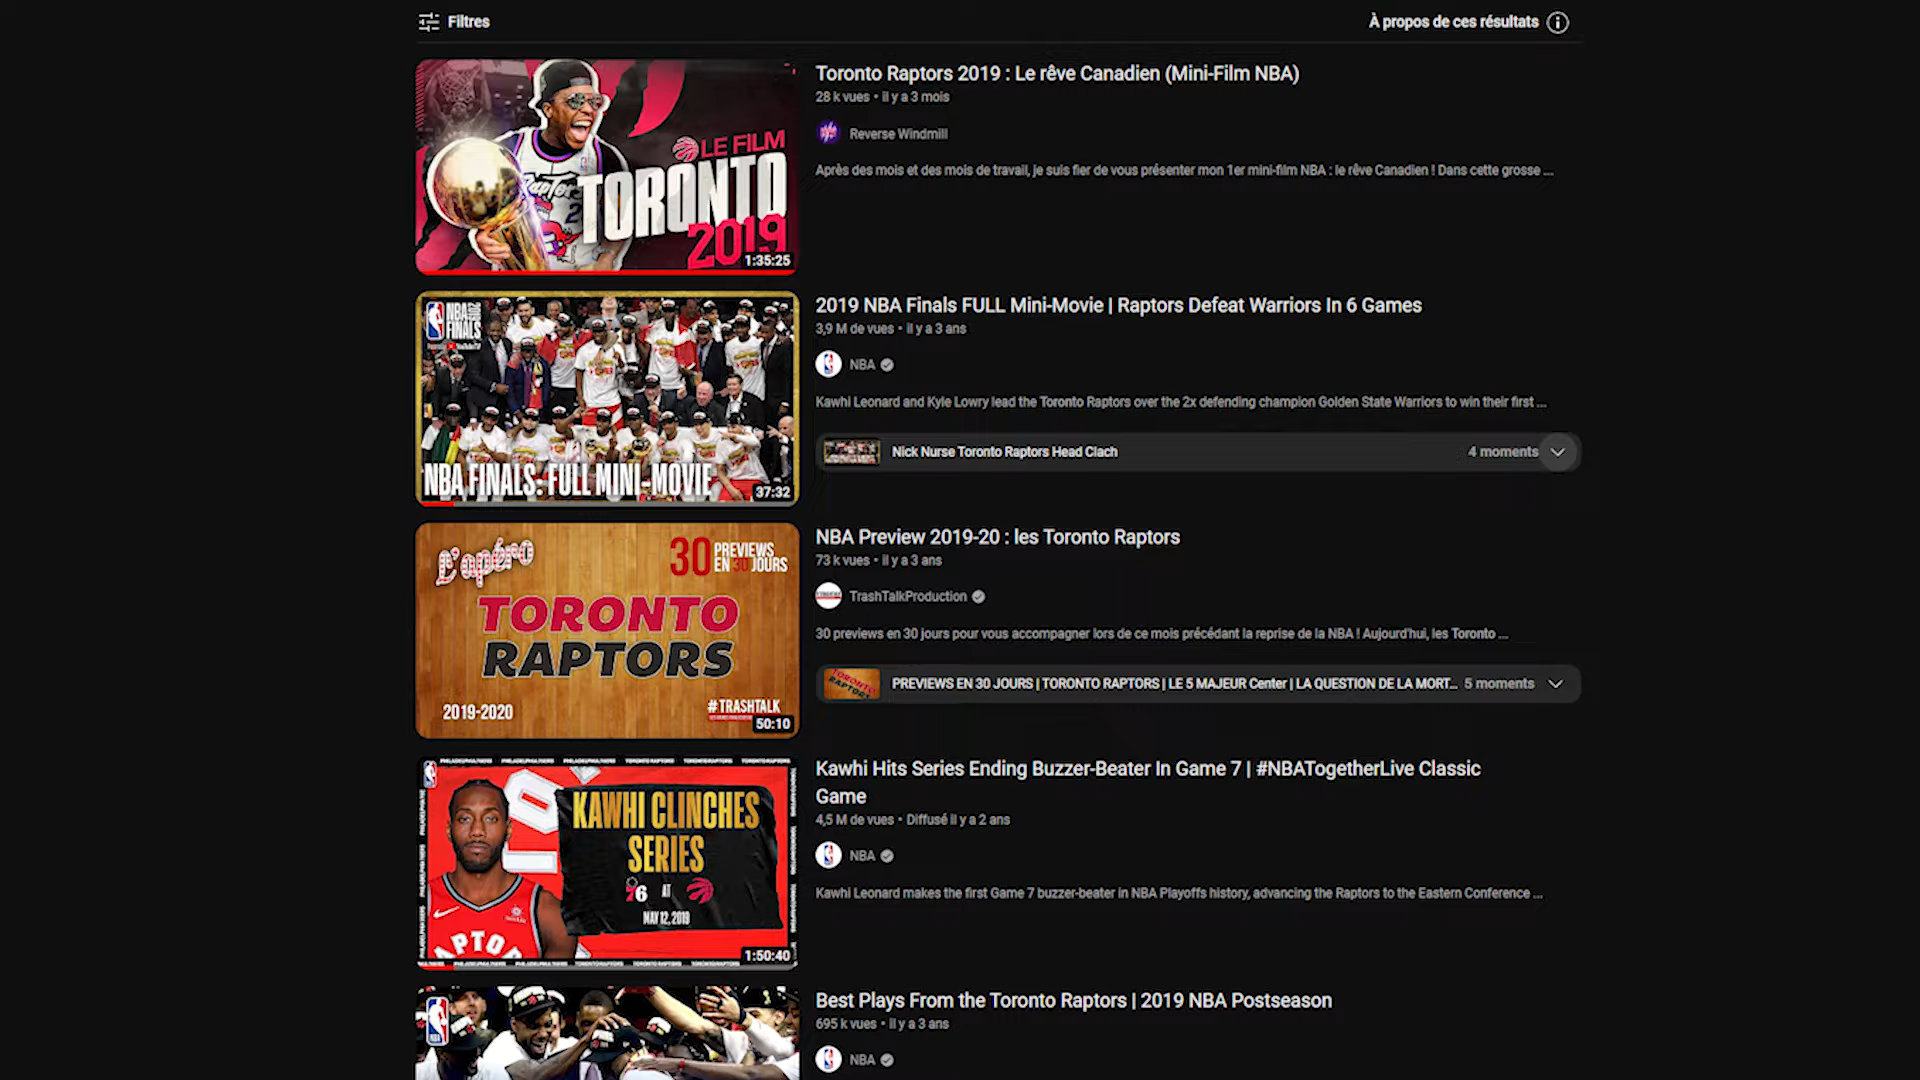 Filtres
À propos de ces résultats
LE FILM
TORONTO
2019
1:35:25
Toronto Raptors 2019 : Le rêve Canadien (Mini-Film NBA)
28 k vues • il y a 3 mois
Reverse Windmill
Après des mois et des mois de travail, je suis fier de vous présenter mon 1er mini-film NBA : le rêve Canadien ! Dans cette grosse ...
NBA
FINALS
NBA FINALS: FULL MINI-MOVIE
37:32
2019 NBA Finals FULL Mini-Movie | Raptors Defeat Warriors In 6 Games
3,9 M de vues • il y a 3 ans
NBA
Kawhi Leonard and Kyle Lowry lead the Toronto Raptors over the 2x defending champion Golden State Warriors to win their first ...
Nick Nurse Toronto Raptors Head Clach
4 moments
L'apéro
30 PREVIEWS
EN 30 JOURS
TORONTO
RAPTORS
2019-2020
#TRASHTALK
50:10
NBA Preview 2019-20 : les Toronto Raptors
73 k vues • il y a 3 ans
TrashTalkProduction
30 previews en 30 jours pour vous accompagner lors de ce mois précédant la reprise de la NBA ! Aujourd'hui, les Toronto ...
PREVIEWS EN 30 JOURS | TORONTO RAPTORS | LE 5 MAJEUR Center | LA QUESTION DE LA MORT...
5 moments
KAWHI CLINCHES
SERIES
76 AT
MAY 12, 2019
1:50:40
Kawhi Hits Series Ending Buzzer-Beater In Game 7 | #NBATogetherLive Classic
Game
4,5 M de vues • Diffusé il y a 2 ans
NBA
Kawhi Leonard makes the first Game 7 buzzer-beater in NBA Playoffs history, advancing the Raptors to the Eastern Conference ...
Best Plays From the Toronto Raptors | 2019 NBA Postseason
695 k vues • il y a 3 ans
NBA